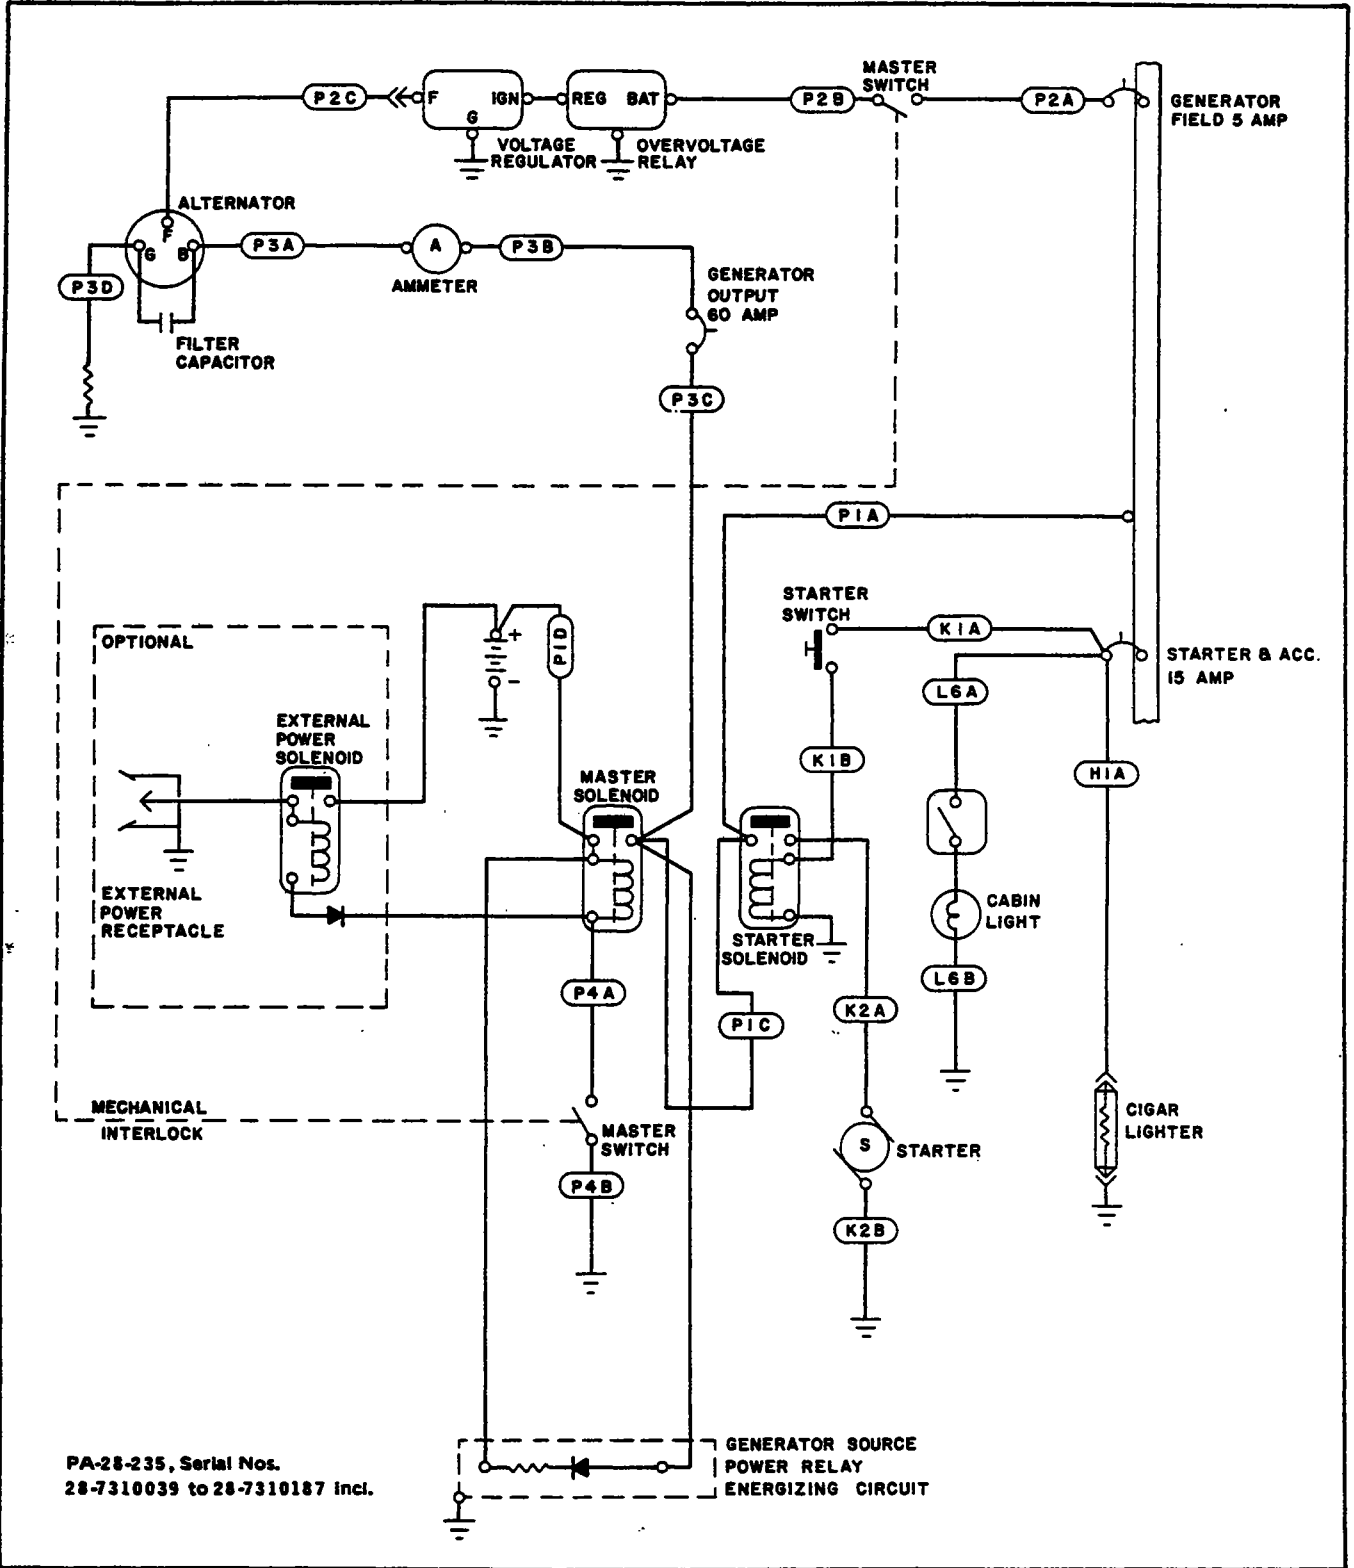 MASTER
SWITCH
P2C
F
IGN
G
REG
BAT
P2B
P2A
GENERATOR
FIELD 5 AMP
VOLTAGE
REGULATOR
OVERVOLTAGE
RELAY
ALTERNATOR
F
G
B
P3A
A
P3B
AMMETER
P3D
GENERATOR
OUTPUT
60 AMP
FILTER
CAPACITOR
P3C
P1A
STARTER
SWITCH
K1A
OPTIONAL
+
-
P1D
STARTER & ACC.
15 AMP
L6A
EXTERNAL
POWER
SOLENOID
K1B
H1A
MASTER
SOLENOID
EXTERNAL
POWER
RECEPTACLE
CABIN
LIGHT
STARTER
SOLENOID
L6B
P4A
K2A
P1C
MECHANICAL
INTERLOCK
MASTER
SWITCH
CIGAR
LIGHTER
S
STARTER
P4B
K2B
GENERATOR SOURCE
POWER RELAY
ENERGIZING CIRCUIT
PA-28-235, Serial Nos.
28-7310039 to 28-7310187 incl.